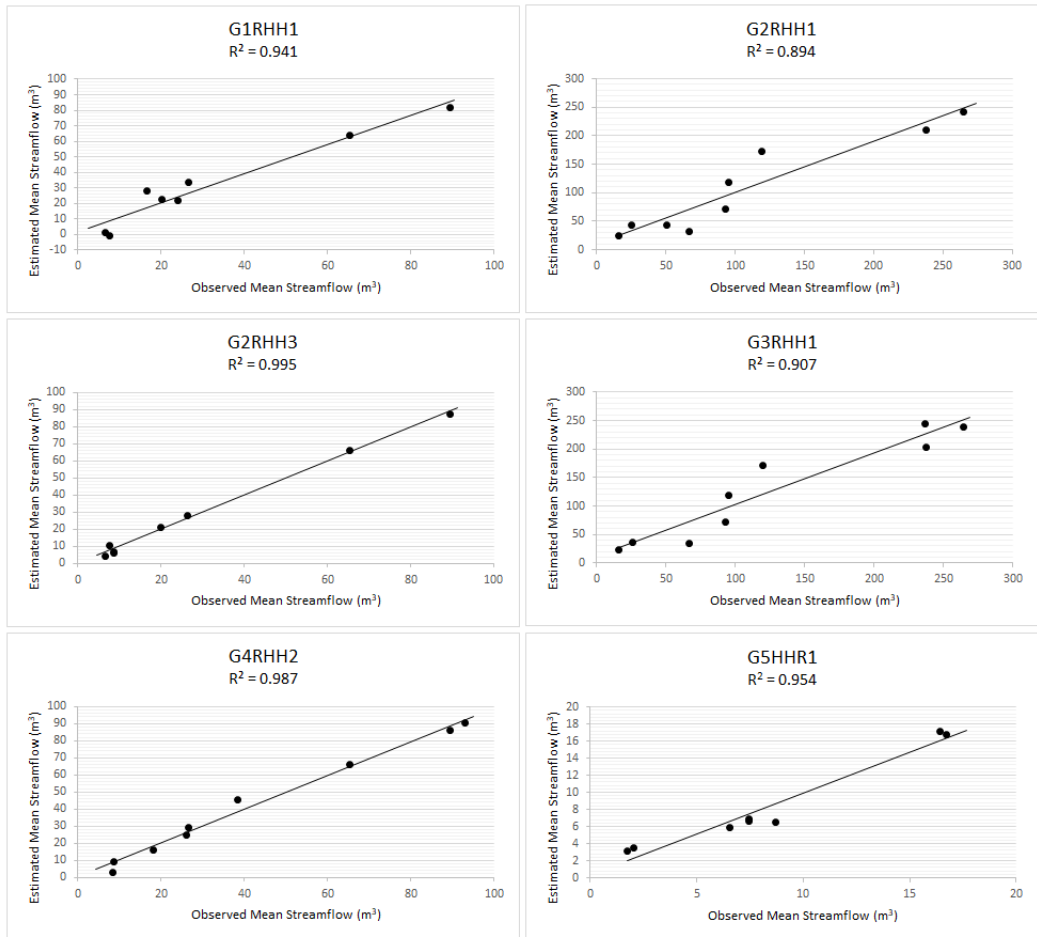 G1RHH1
R² = 0.941
Estimated Mean Streamflow (m³)
100
90
80
70
60
50
40
30
20
10
0
-10
0 20 40 60 80 100
Observed Mean Streamflow (m³)
G2RHH1
R² = 0.894
Estimated Mean Streamflow (m³)
300
250
200
150
100
50
0
0 50 100 150 200 250 300
Observed Mean Streamflow (m³)
G2RHH3
R² = 0.995
Estimated Mean Streamflow (m³)
100
90
80
70
60
50
40
30
20
10
0
0 20 40 60 80 100
Observed Mean Streamflow (m³)
G3RHH1
R² = 0.907
Estimated Mean Streamflow (m³)
300
250
200
150
100
50
0
0 50 100 150 200 250 300
Observed Mean Streamflow (m³)
G4RHH2
R² = 0.987
Estimated Mean Streamflow (m³)
100
90
80
70
60
50
40
30
20
10
0
0 20 40 60 80 100
Observed Mean Streamflow (m³)
G5HHR1
R² = 0.954
Estimated Mean Streamflow (m³)
20
18
16
14
12
10
8
6
4
2
0
0 5 10 15 20
Observed Mean Streamflow (m³)